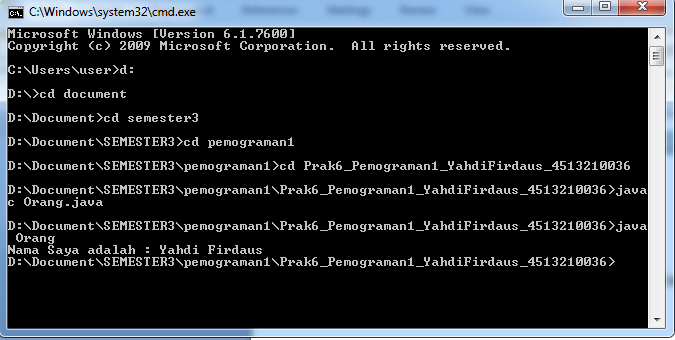 C:\Windows\system32\cmd.exe
Microsoft Windows [Version 6.1.7600]
Copyright (c) 2009 Microsoft Corporation.  All rights reserved.
C:\Users\user>d:
D:\>cd document
D:\Document>cd semester3
D:\Document\SEMESTER3>cd pemograman1
D:\Document\SEMESTER3\pemograman1>cd Prak6_Pemograman1_YahdiFirdaus_4513210036
D:\Document\SEMESTER3\pemograman1\Prak6_Pemograman1_YahdiFirdaus_4513210036>java
c Orang.java
D:\Document\SEMESTER3\pemograman1\Prak6_Pemograman1_YahdiFirdaus_4513210036>java
 Orang
Nama Saya adalah : Yahdi Firdaus
D:\Document\SEMESTER3\pemograman1\Prak6_Pemograman1_YahdiFirdaus_4513210036>